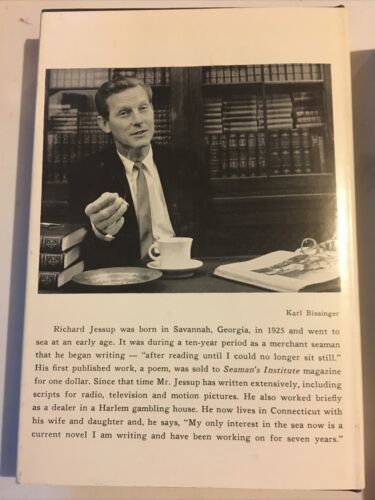 Karl Bissinger
Richard Jessup was born in Savannah, Georgia, in 1925 and went to
sea at an early age. It was during a ten-year period as a merchant seaman
that he began writing — "after reading until I could no longer sit still."
His first published work, a poem, was sold to Seaman's Institute magazine
for one dollar. Since that time Mr. Jessup has written extensively, including
scripts for radio, television and motion pictures. He also worked briefly
as a dealer in a Harlem gambling house. He now lives in Connecticut with
his wife and daughter and, he says, "My only interest in the sea now is a
current novel I am writing and have been working on for seven years."